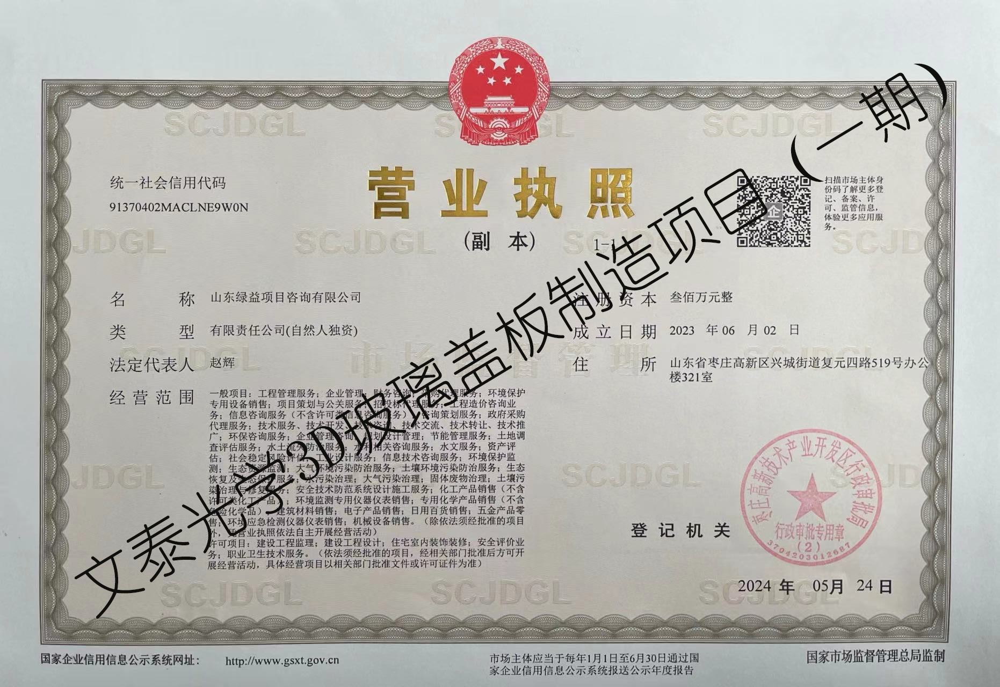 统一社会信用代码
91370402MACLNE9W0N
营业执照
(副 本)
1-1
扫描市场主体身
份码了解更多登
记、备案、许
可、监管信息，
体验更多应用服
务。
名 称 山东绿益项目咨询有限公司
类 型 有限责任公司(自然人独资)
法定代表人 赵辉
经营范围
一般项目：工程管理服务；企业管理；财务咨询；采购代理服务；环境保护
专用设备销售；项目策划与公关服务；招投标代理服务；工程造价咨询业
务；信息咨询服务（不含许可类信息咨询服务）；咨询策划服务；政府采购
代理服务；技术服务、技术开发、技术咨询、技术交流、技术转让、技术推
广；环保咨询服务；企业管理咨询；规划设计管理；节能管理服务；土地调
查评估服务；水土流失防治服务；水利相关咨询服务；水文服务；资产评
估；社会稳定风险评估；工业设计服务；信息技术咨询服务；环境保护监
测；生态资源监测；大气环境污染防治服务；土壤环境污染防治服务；生态
恢复及生态保护服务；水污染治理；大气污染治理；固体废物治理；土壤污
染治理与修复服务；安全技术防范系统设计施工服务；化工产品销售（不含
许可类化工产品）；环境监测专用仪器仪表销售；专用化学产品销售（不含
危险化学品）；建筑材料销售；电子产品销售；日用百货销售；五金产品零
售；环境应急检测仪器仪表销售；机械设备销售。（除依法须经批准的项目
外，凭营业执照依法自主开展经营活动）
许可项目：建设工程监理；建设工程设计；住宅室内装饰装修；安全评价业
务；职业卫生技术服务。（依法须经批准的项目，经相关部门批准后方可开
展经营活动，具体经营项目以相关部门批准文件或许可证件为准）
注册资本 叁佰万元整
成立日期 2023 年 06 月 02 日
住 所 山东省枣庄高新区兴城街道复元四路519号办公
楼321室
登记机关
枣庄高新技术产业开发区行政审批局
行政审批专用章
(2)
3704203012687
2024 年 05月 24 日
文泰光学3D玻璃盖板制造项目（一期）
SCJDGL
市场监督管理
国家企业信用信息公示系统网址： http://www.gsxt.gov.cn
市场主体应当于每年1月1日至6月30日通过国
家企业信用信息公示系统报送公示年度报告
国家市场监督管理总局监制